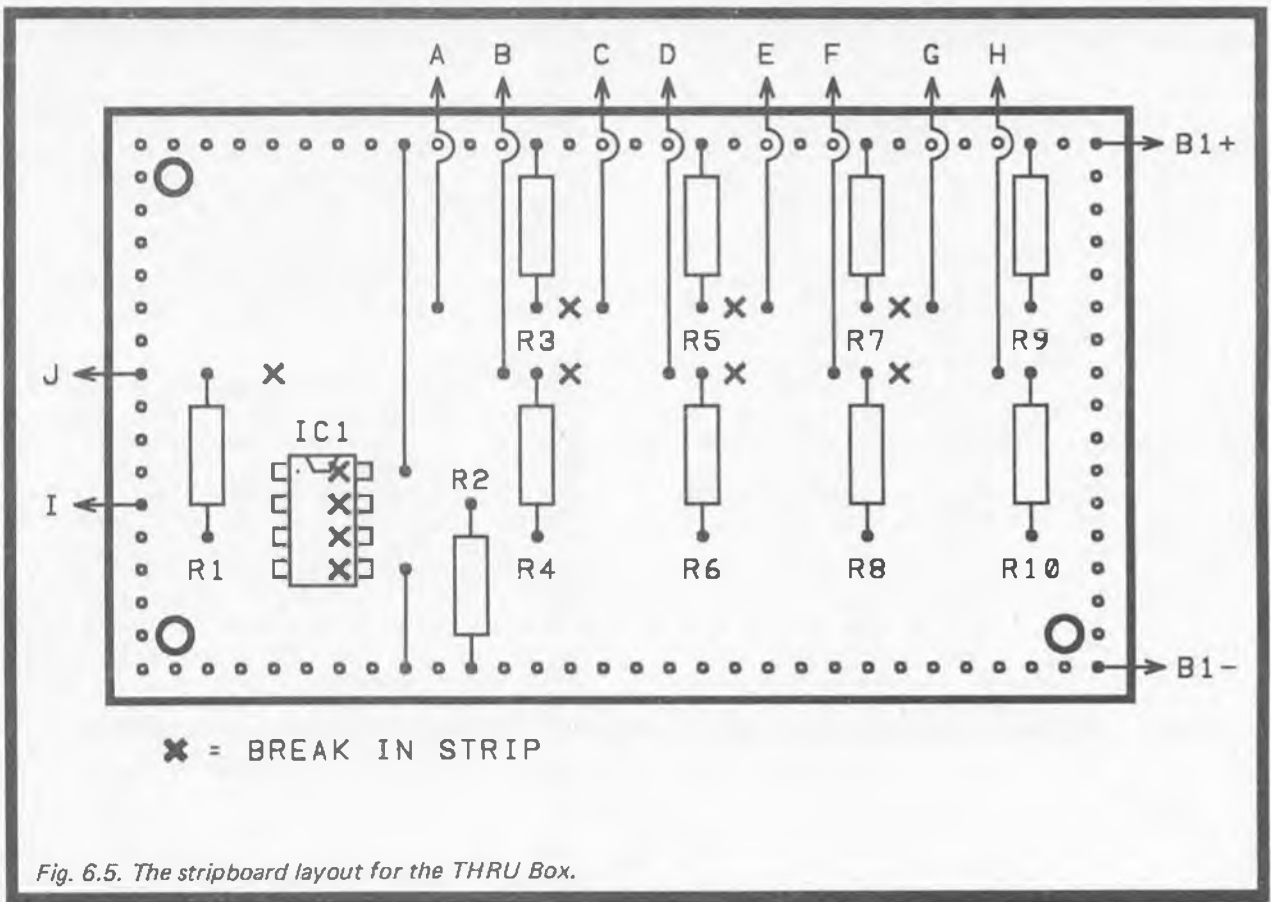 A B C D E F G H
B1+
R3 R5 R7 R9
J
IC1
R2
I
R1 R4 R6 R8 R10
B1-
X = BREAK IN STRIP
Fig. 6.5. The stripboard layout for the THRU Box.